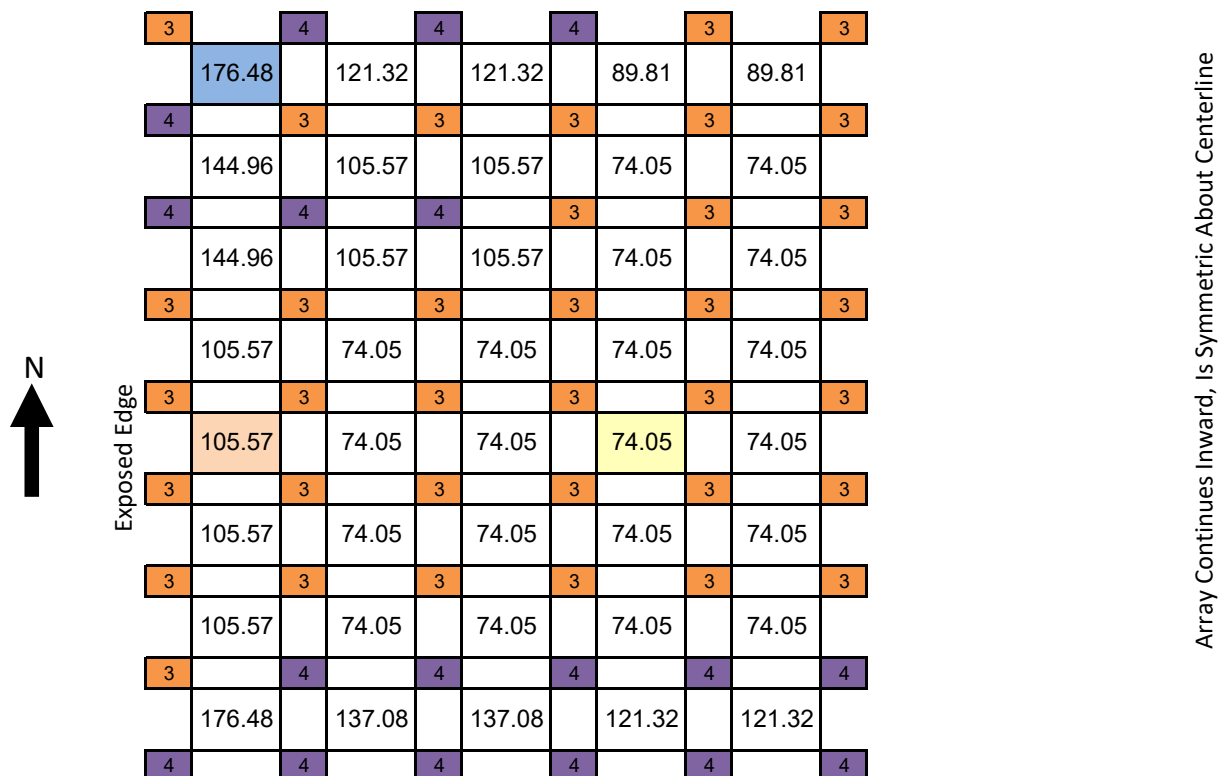 3 4 4 4 3 3
176.48 121.32 121.32 89.81 89.81
4 3 3 3 3 3
144.96 105.57 105.57 74.05 74.05
4 4 4 3 3 3
144.96 105.57 105.57 74.05 74.05
3 3 3 3 3 3
105.57 74.05 74.05 74.05 74.05
3 3 3 3 3 3
105.57 74.05 74.05 74.05 74.05
3 3 3 3 3 3
105.57 74.05 74.05 74.05 74.05
3 3 3 3 3 3
105.57 74.05 74.05 74.05 74.05
3 4 4 4 4 4
176.48 137.08 137.08 121.32 121.32
4 4 4 4 4 4
N
Exposed Edge
Array Continues Inward, Is Symmetric About Centerline